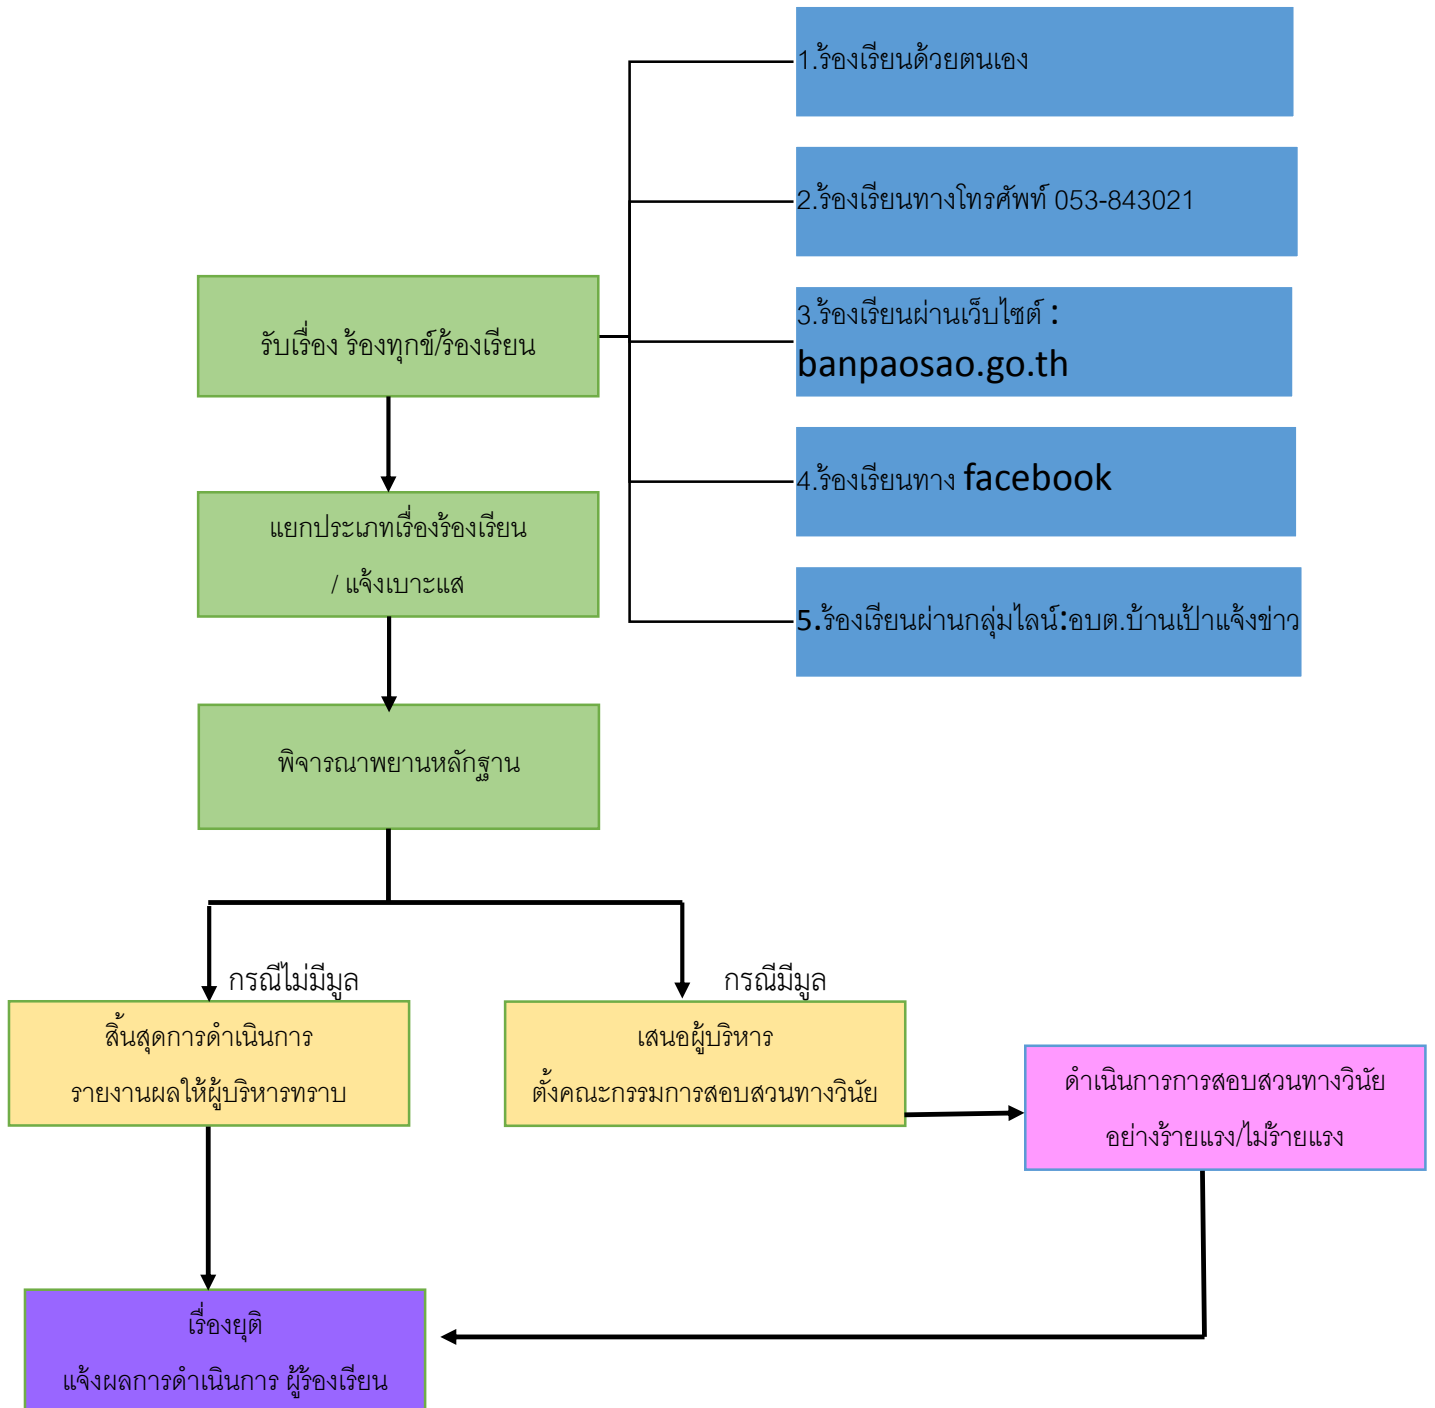 1.ร้องเรียนด้วยตนเอง
2.ร้องเรียนทางโทรศัพท์ 053-843021
3.ร้องเรียนผ่านเว็บไซต์ :
banpaosao.go.th
4.ร้องเรียนทาง facebook
5.ร้องเรียนผ่านกลุ่มไลน์:อบต.บ้านเป้าแจ้งข่าว
รับเรื่อง ร้องทุกข์/ร้องเรียน
แยกประเภทเรื่องร้องเรียน
/ แจ้งเบาะแส
พิจารณาพยานหลักฐาน
กรณีไม่มีมูล
กรณีมีมูล
สิ้นสุดการดำเนินการ
รายงานผลให้ผู้บริหารทราบ
เสนอผู้บริหาร
ตั้งคณะกรรมการสอบสวนทางวินัย
ดำเนินการการสอบสวนทางวินัย
อย่างร้ายแรง/ไม่ร้ายแรง
เรื่องยุติ
แจ้งผลการดำเนินการ ผู้ร้องเรียน